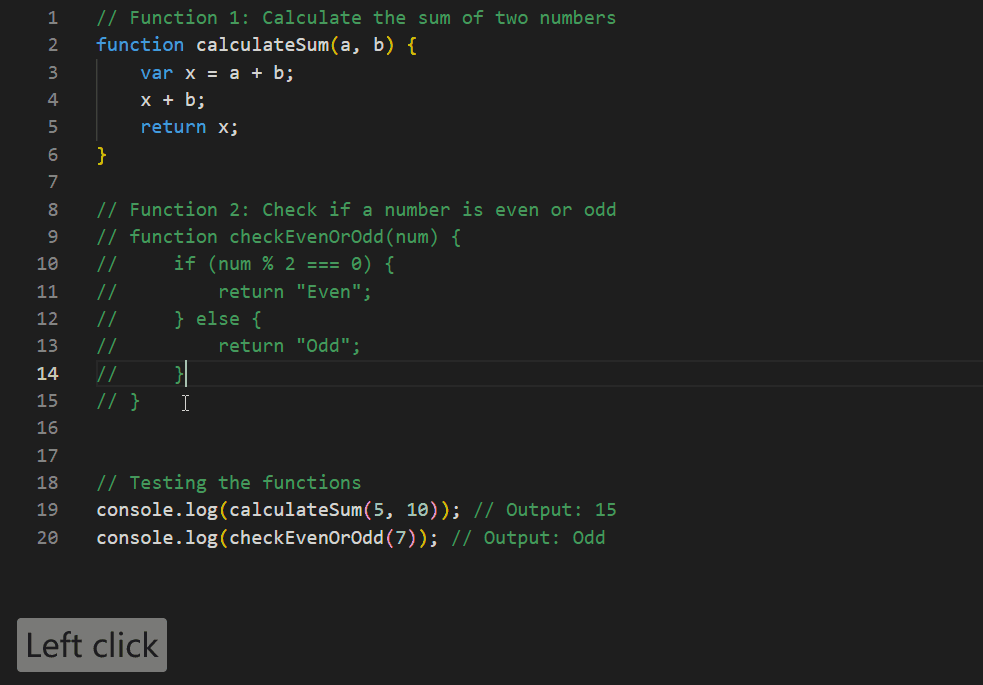 1 // Function 1: Calculate the sum of two numbers
2 function calculateSum(a, b) {
3     var x = a + b;
4     x + b;
5     return x;
6 }
7
8 // Function 2: Check if a number is even or odd
9 // function checkEvenOrOdd(num) {
10 //     if (num % 2 === 0) {
11 //         return "Even";
12 //     } else {
13 //         return "Odd";
14 //     }
15 // }
16
17
18 // Testing the functions
19 console.log(calculateSum(5, 10)); // Output: 15
20 console.log(checkEvenOrOdd(7)); // Output: Odd
Left click